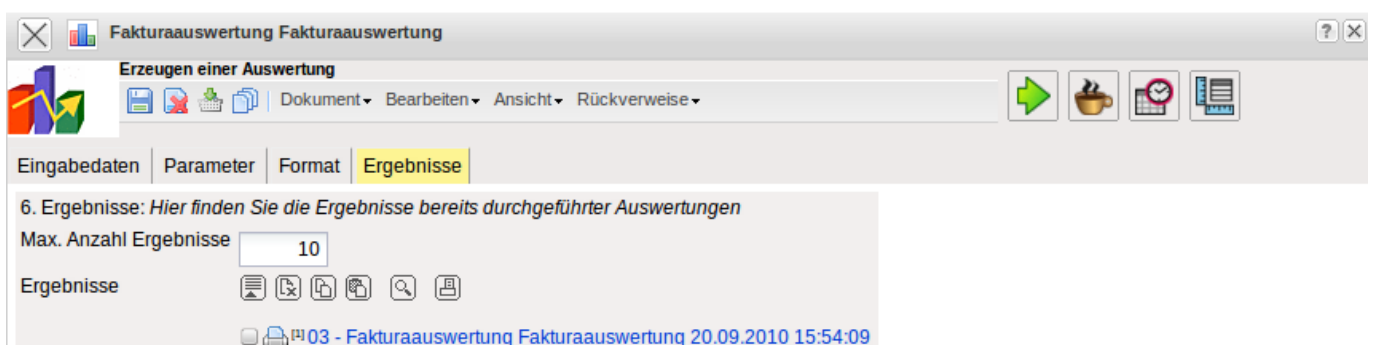 Fakturaauswertung Fakturaauswertung
Erzeugen einer Auswertung
Dokument Bearbeiten Ansicht Rückverweise
Eingabedaten Parameter Format Ergebnisse
6. Ergebnisse: Hier finden Sie die Ergebnisse bereits durchgeführter Auswertungen
Max. Anzahl Ergebnisse 10
Ergebnisse
[1] 03 - Fakturaauswertung Fakturaauswertung 20.09.2010 15:54:09